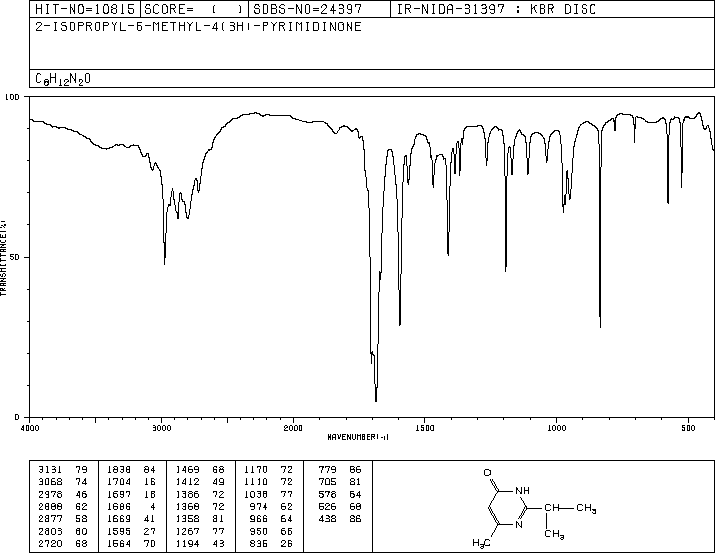 HIT-NO=10815 SCORE= ( ) SDBS-NO=24397 IR-NIDA-31397 : KBR DISC
2-ISOPROPYL-6-METHYL-4(3H)-PYRIMIDINONE
C8H12N2O
100
50
0
TRANSMITTANCE(%)
4000 3000 2000 1500 1000 500
WAVENUMBER(-1)
3131 79 1838 84 1469 68 1170 72 779 86
3068 74 1704 16 1412 49 1110 72 705 81
2978 46 1697 16 1386 72 1038 77 578 64
2888 62 1686 4 1368 72 974 62 526 68
2877 58 1669 41 1358 81 966 64 438 86
2803 60 1595 27 1267 77 950 66
2720 68 1564 70 1194 43 836 26
O
NH
N
CH3
CH3
H3C